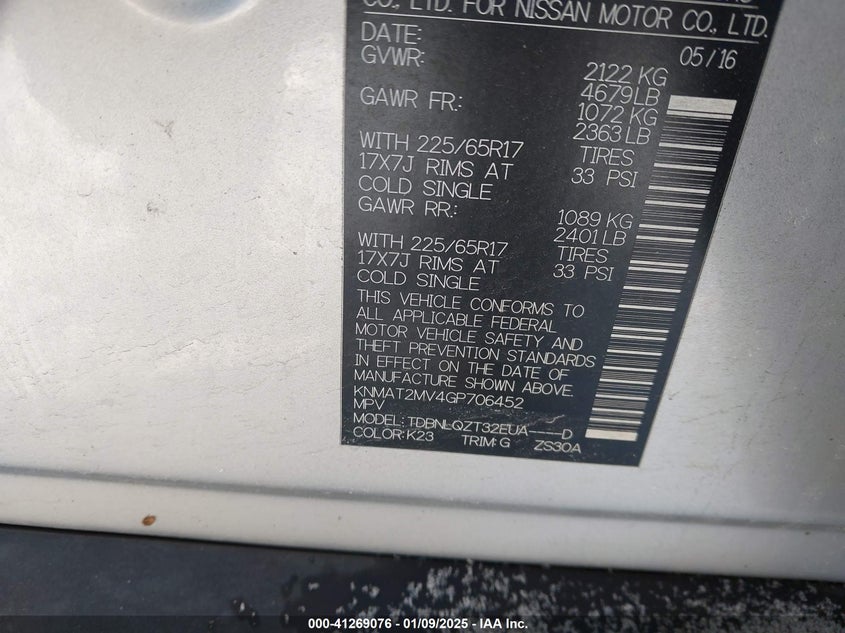 CO., LTD. FOR NISSAN MOTOR CO., LTD.
DATE: 05/16
GVWR: 2122 KG
4679LB
GAWR FR.: 1072 KG
2363 LB
WITH 225/65R17 TIRES
17X7J RIMS AT 33 PSI
COLD SINGLE
GAWR RR.: 1089 KG
2401LB
WITH 225/65R17 TIRES
17X7J RIMS AT 33 PSI
COLD SINGLE
THIS VEHICLE CONFORMS TO
ALL APPLICABLE FEDERAL
MOTOR VEHICLE SAFETY AND
THEFT PREVENTION STANDARDS
IN EFFECT ON THE DATE OF
MANUFACTURE SHOWN ABOVE.
KNMAT2MV4GP706452
MPV
MODEL: TDBNLQZT32EUA-----D
COLOR: K23 TRIM: G ZS30A
000-41269076 - 01/09/2025 - IAA Inc.